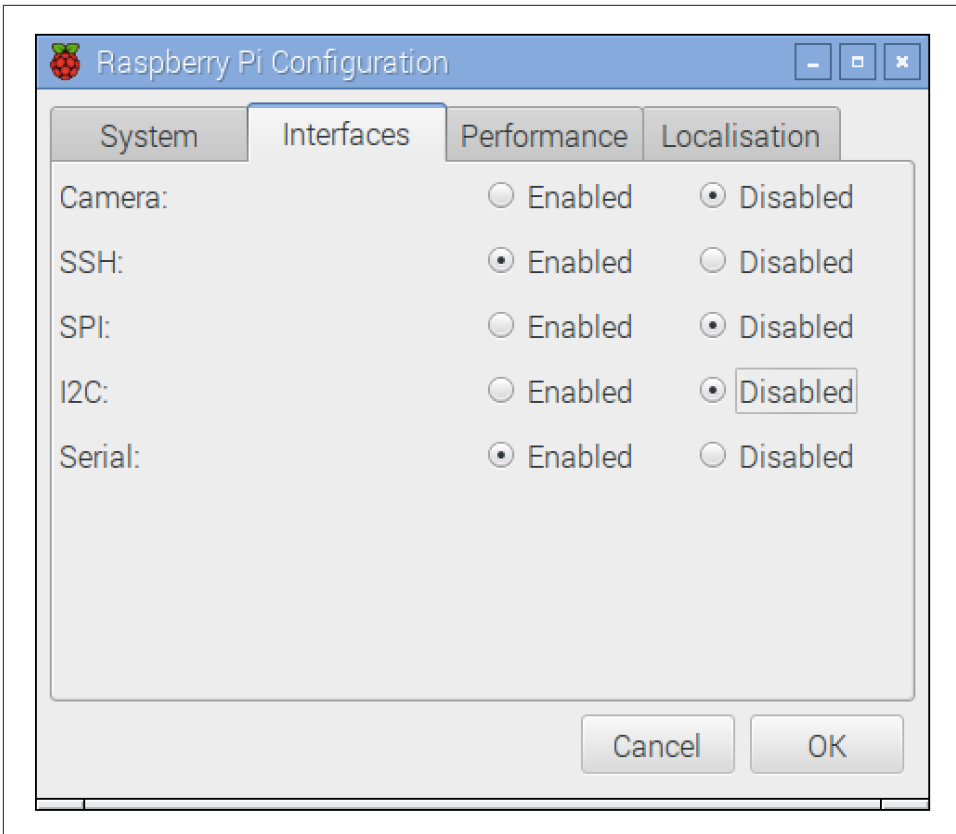 Raspberry Pi Configuration
System Interfaces Performance Localisation
Camera: Enabled Disabled
SSH: Enabled Disabled
SPI: Enabled Disabled
I2C: Enabled Disabled
Serial: Enabled Disabled
Cancel OK